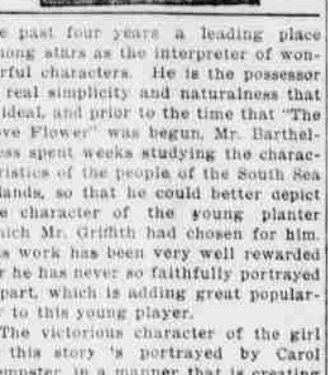 e past four years a leading place
ong stars as the interpreter of won-
rful characters. He is the possessor
real simplicity and naturalness that
ideal, and prior to the time that "The
ve Flower" was begun, Mr. Barthel-
ess spent weeks studying the charac-
ristics of the people of the South Sea
lands, so that he could better depict
e character of the young planter
hich Mr. Griffith had chosen for him.
s work has been very well rewarded
r he has never so faithfully portrayed
part, which is adding great popular-
y to this young player.
The victorious character of the girl
this story 's portrayed by Carol
mpster, in a manner that is creating